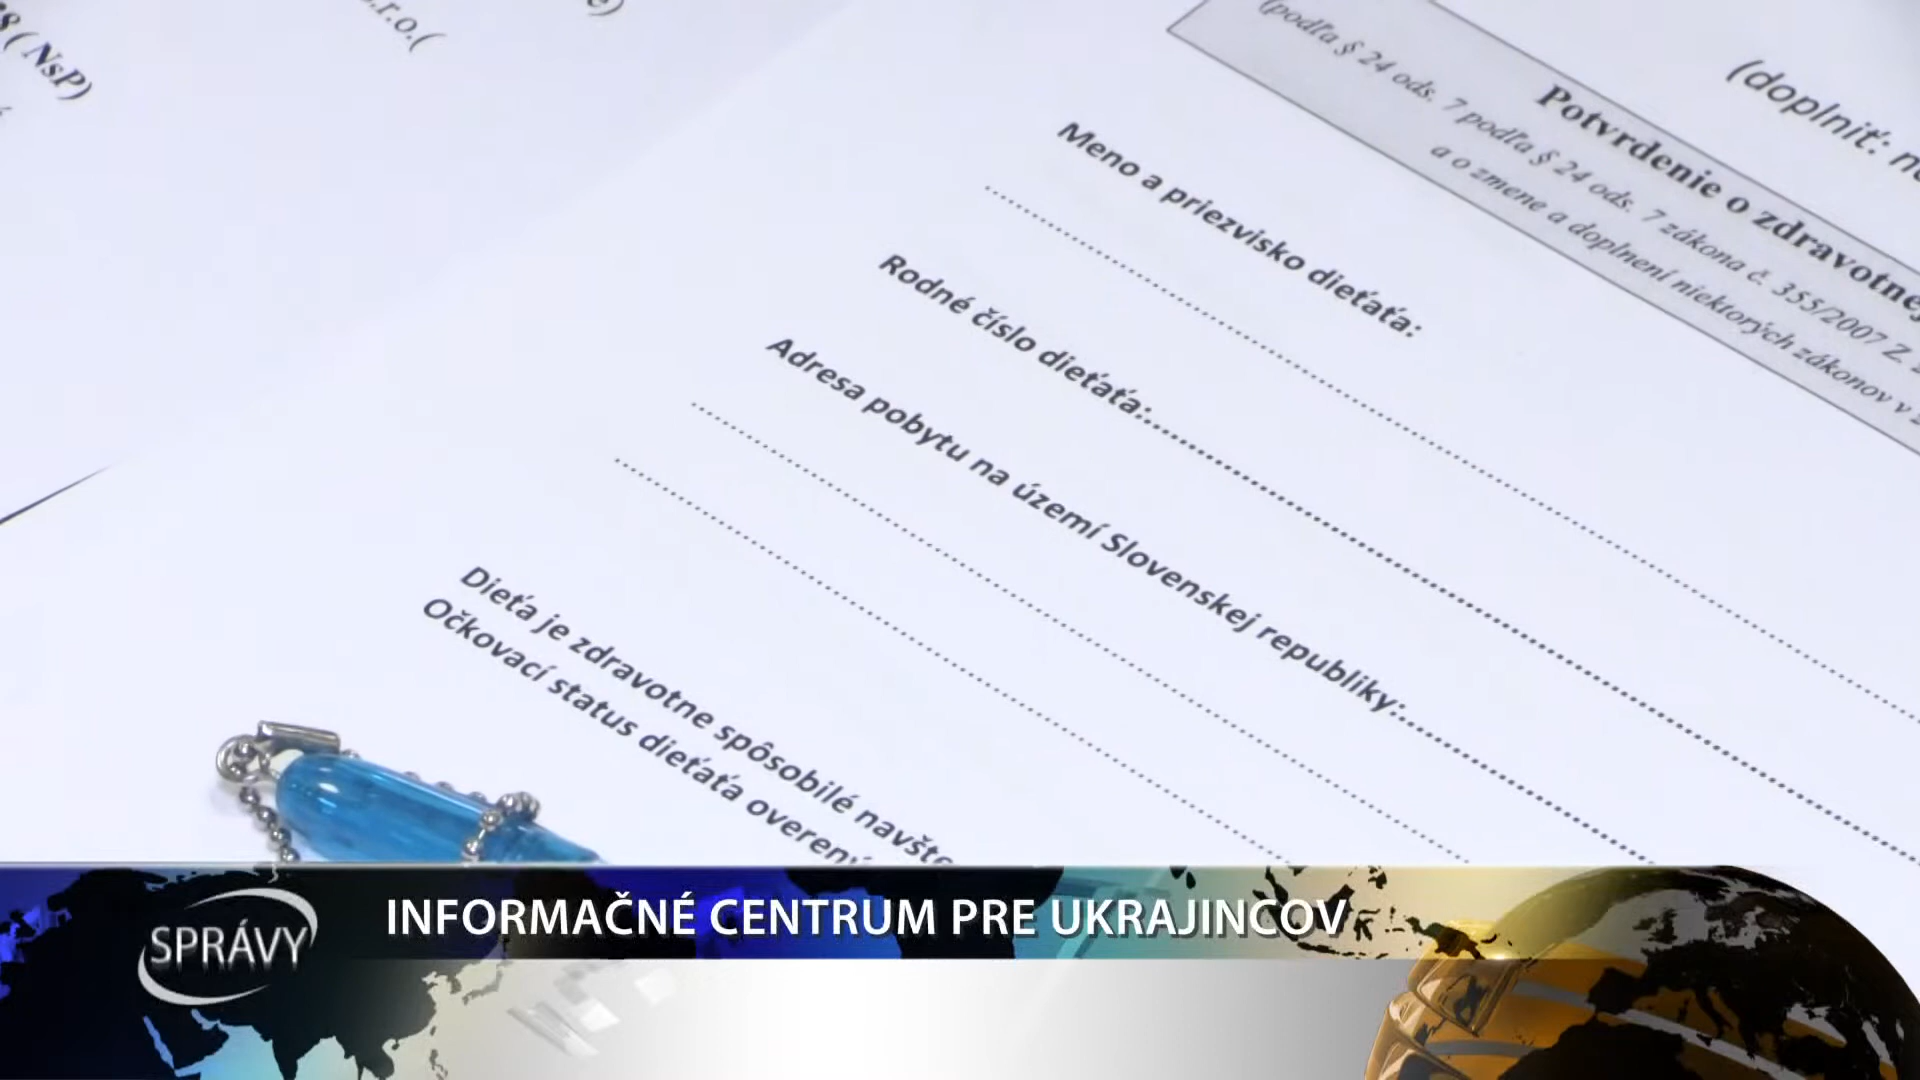 ( NsP)
s.r.o.(
(doplniť:
Potvrdenie o zdravotnej
(podľa § 24 ods. 7 podľa § 24 ods. 7 zákona č. 355/2007 Z.
a o zmene a doplnení niektorých zákonov v
Meno a priezvisko dieťaťa:
Rodné číslo dieťaťa:
Adresa pobytu na území Slovenskej republiky:
Dieťa je zdravotne spôsobilé navšte
Očkovací status dieťaťa overený
SPRÁVY
INFORMAČNÉ CENTRUM PRE UKRAJINCOV